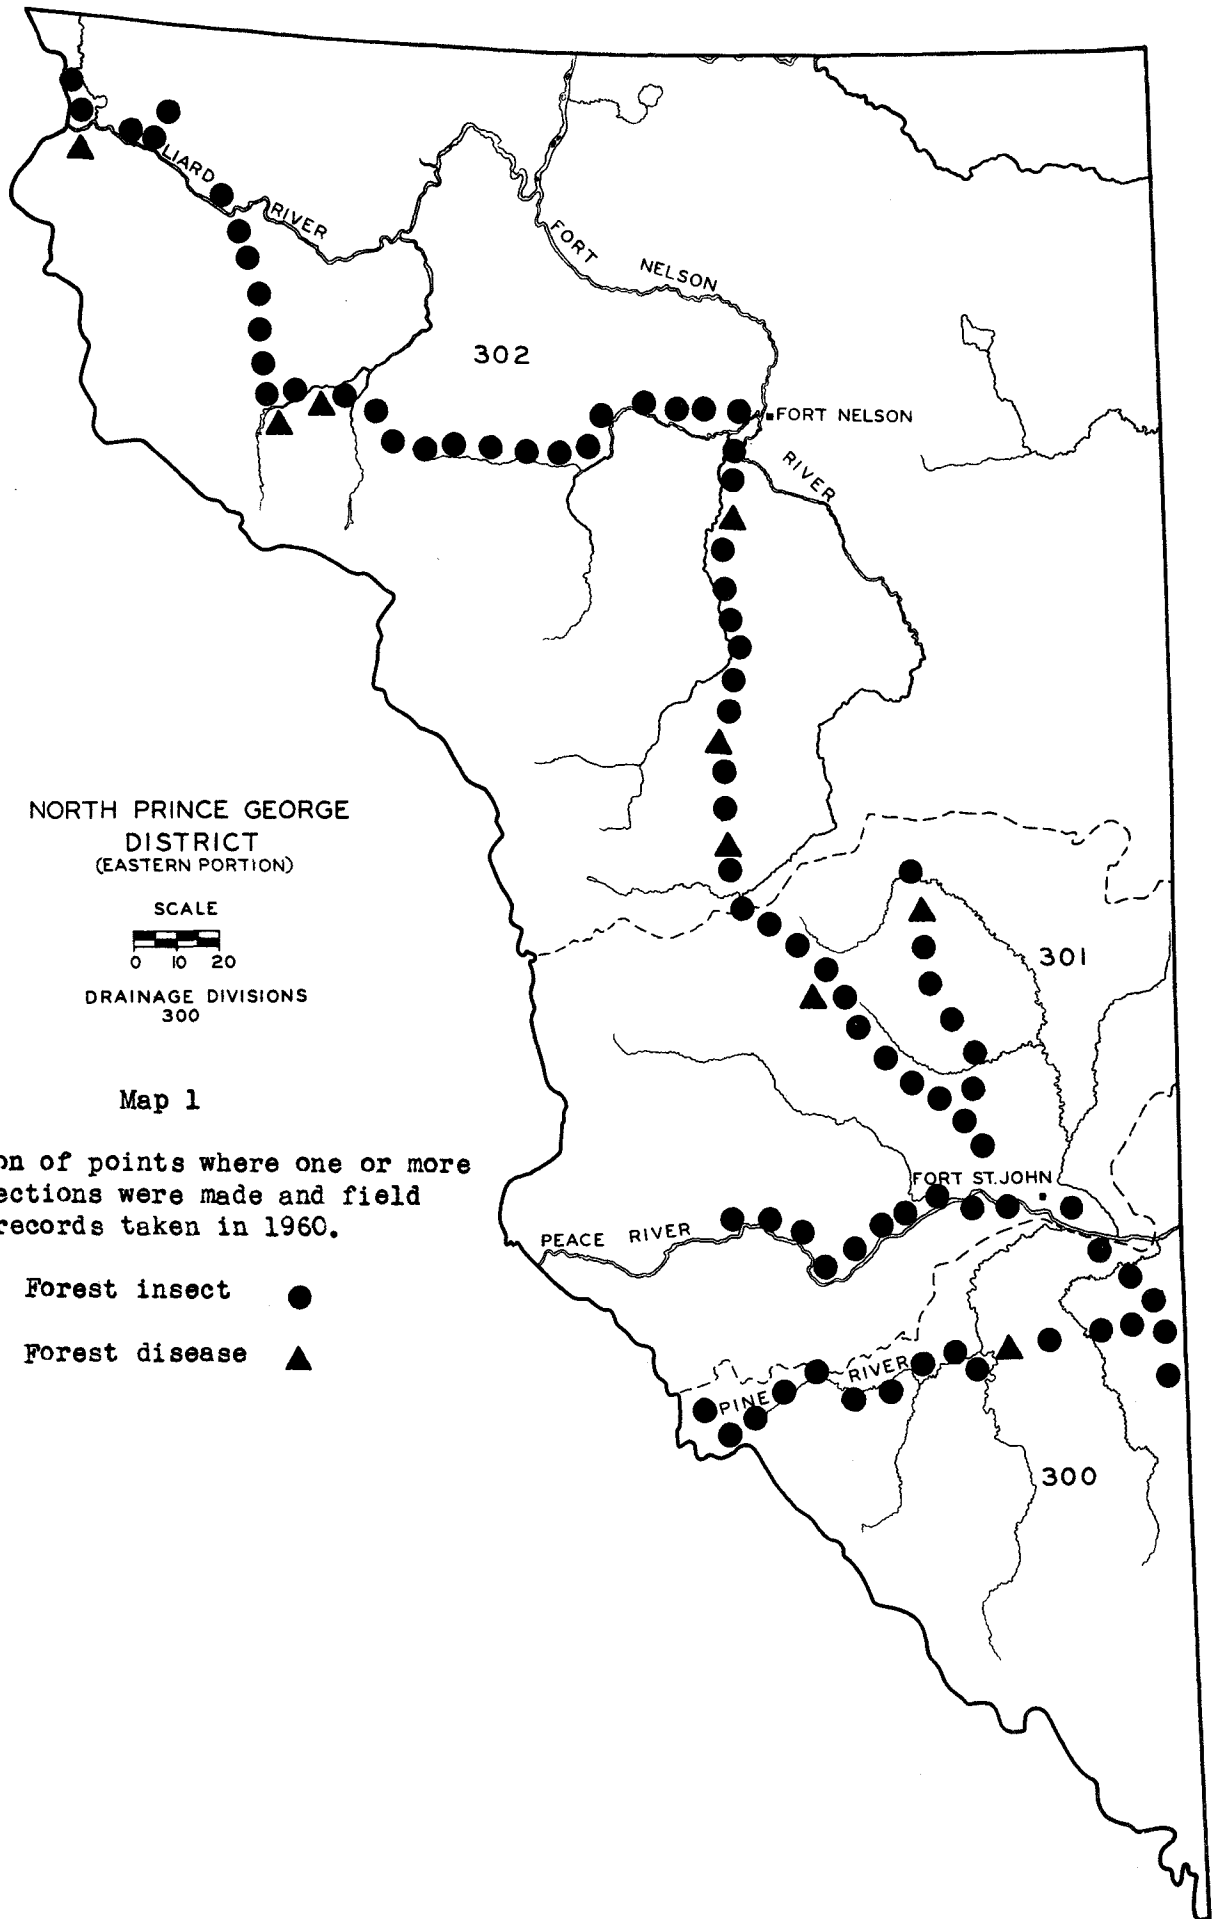 LIARD
RIVER
FORT
NELSON
302
FORT NELSON
RIVER
NORTH PRINCE GEORGE
DISTRICT
(EASTERN PORTION)
SCALE
0 10 20
DRAINAGE DIVISIONS
300
301
Map 1
on of points where one or more
ections were made and field
records taken in 1960.
Forest insect
Forest disease
FORT ST. JOHN
PEACE RIVER
PINE RIVER
300